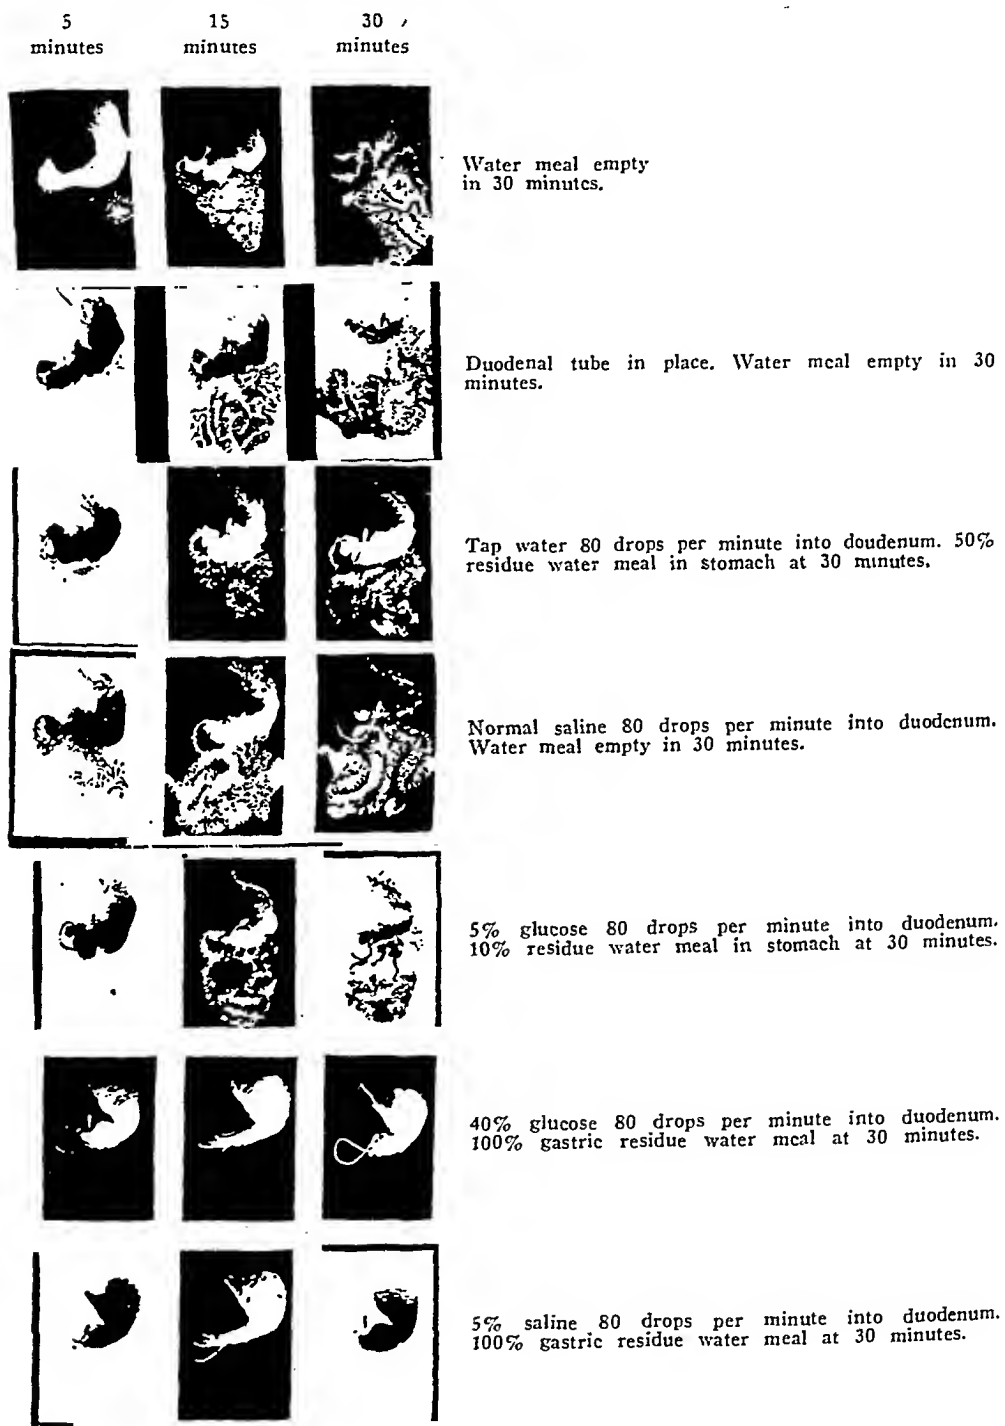 5 15 30
minutes minutes minutes
Water meal empty
in 30 minutes.
Duodenal tube in place. Water meal empty in 30
minutes.
Tap water 80 drops per minute into doudenum. 50%
residue water meal in stomach at 30 minutes.
Normal saline 80 drops per minute into duodenum.
Water meal empty in 30 minutes.
5% glucose 80 drops per minute into duodenum.
10% residue water meal in stomach at 30 minutes.
40% glucose 80 drops per minute into duodenum.
100% gastric residue water meal at 30 minutes.
5% saline 80 drops per minute into duodenum.
100% gastric residue water meal at 30 minutes.